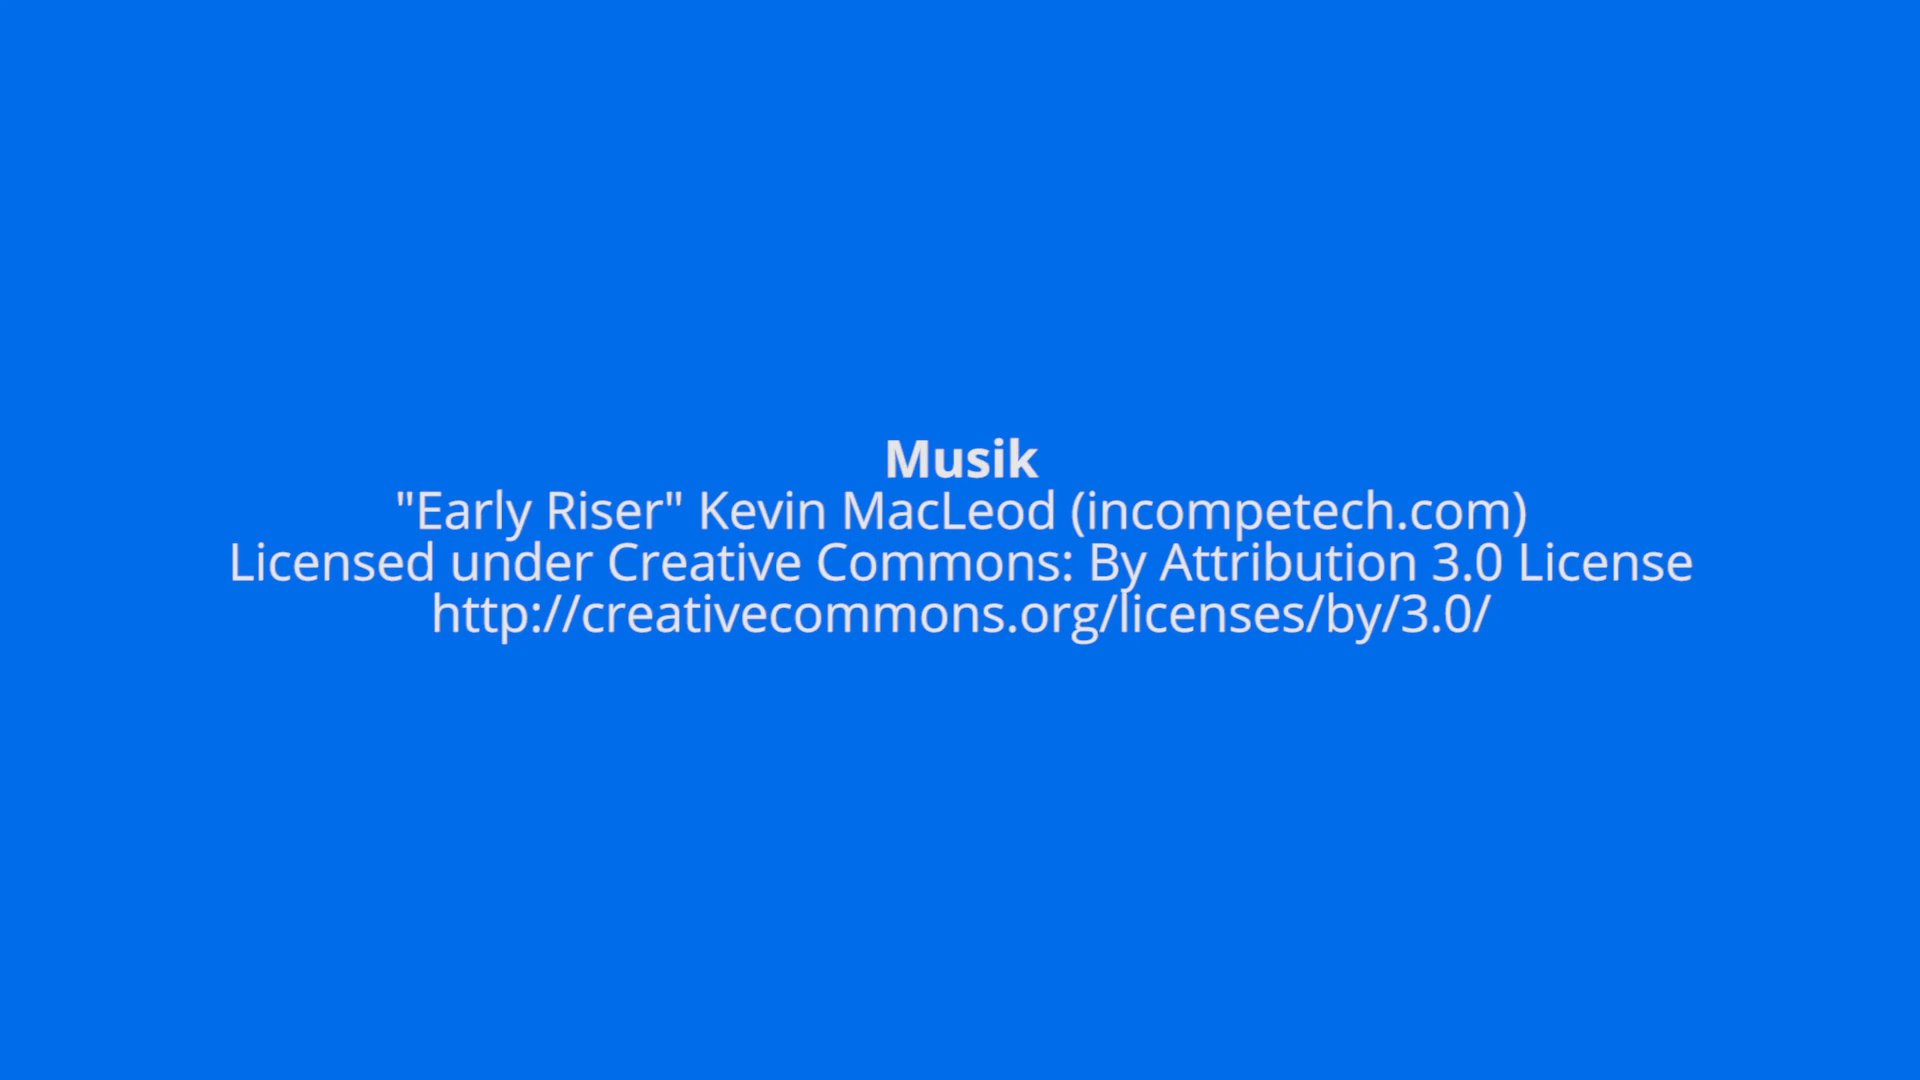 Musik
"Early Riser" Kevin MacLeod (incompetech.com)
Licensed under Creative Commons: By Attribution 3.0 License
http://creativecommons.org/licenses/by/3.0/